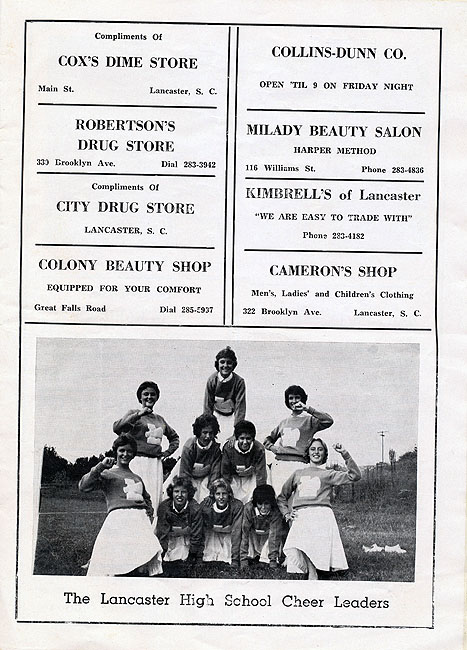 Compliments Of
COX'S DIME STORE
Main St. Lancaster, S. C.
ROBERTSON'S
DRUG STORE
330 Brooklyn Ave. Dial 283-3942
Compliments Of
CITY DRUG STORE
LANCASTER, S. C.
COLONY BEAUTY SHOP
EQUIPPED FOR YOUR COMFORT
Great Falls Road Dial 285-5937
COLLINS-DUNN CO.
OPEN 'TIL 9 ON FRIDAY NIGHT
MILADY BEAUTY SALON
HARPER METHOD
116 Williams St. Phone 283-4836
KIMBRELL'S of Lancaster
"WE ARE EASY TO TRADE WITH"
Phone 283-4182
CAMERON'S SHOP
Men's, Ladies' and Children's Clothing
322 Brooklyn Ave. Lancaster, S. C.
The Lancaster High School Cheer Leaders